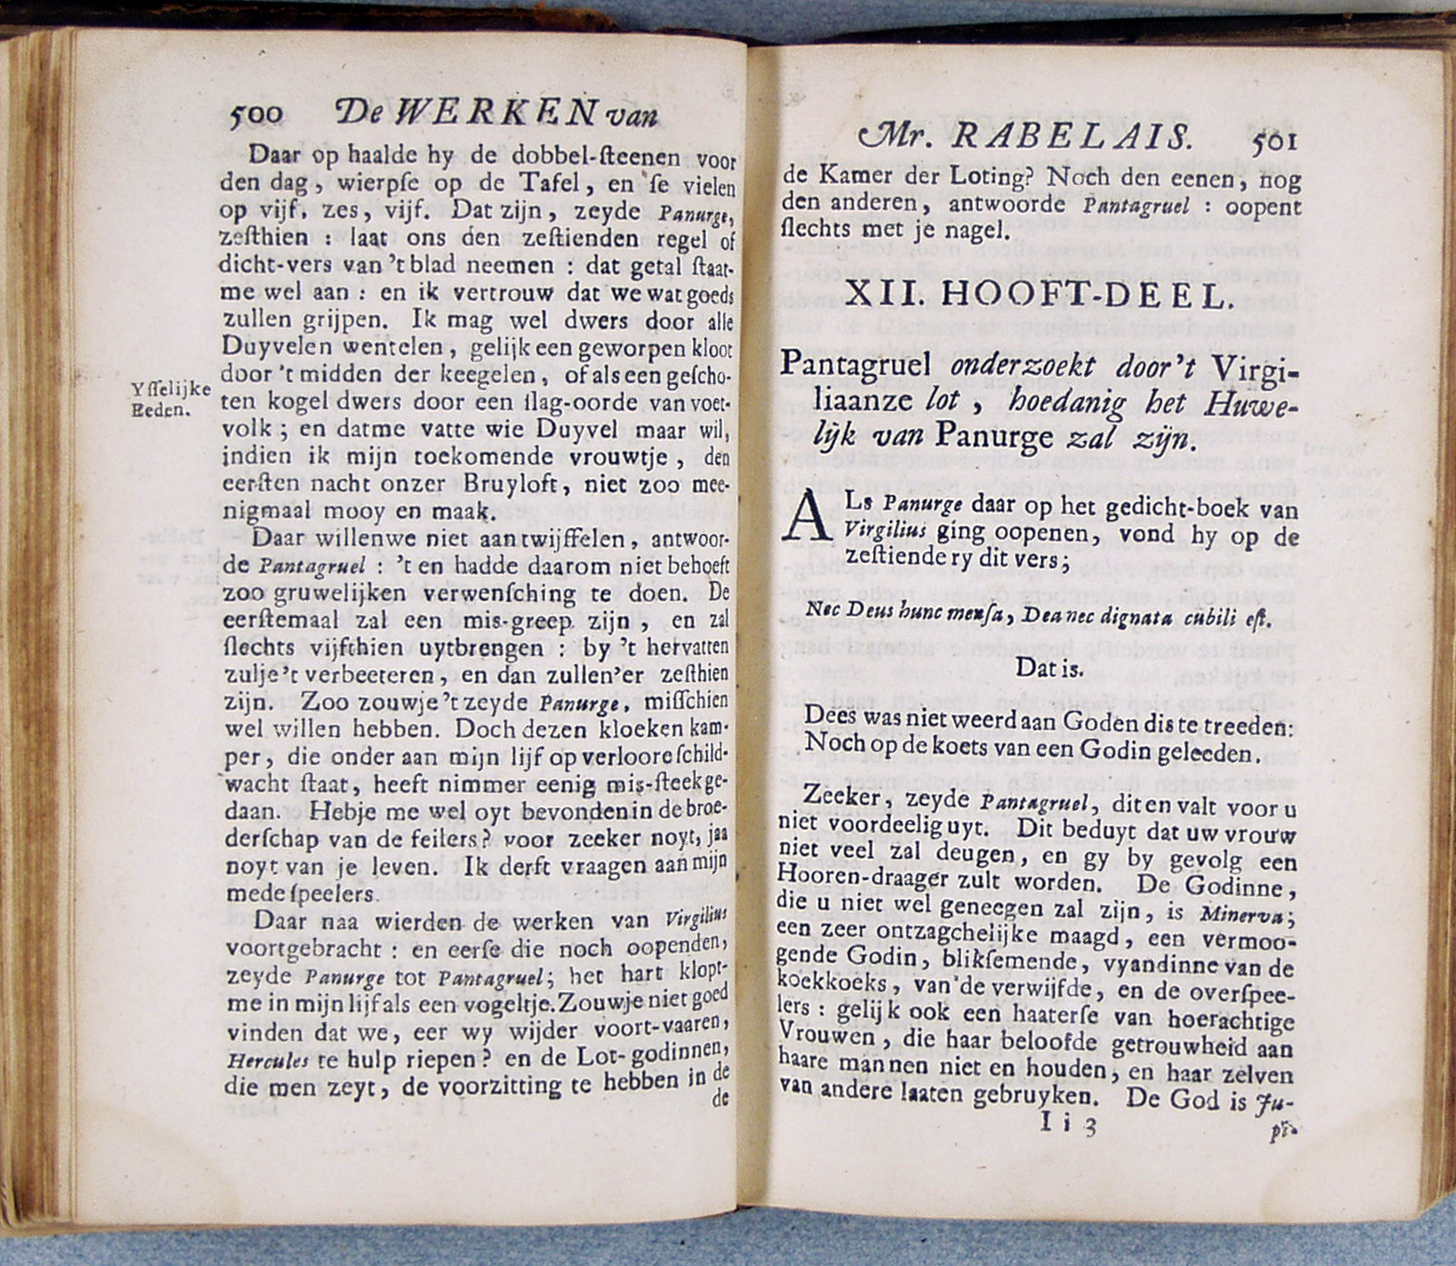 500 De WERKEN van
Daar op haalde hy de dobbel-steenen voor
den dag, wierpse op de Tafel, en se vielen
op vijf, zes, vijf. Dat zijn, zeyde Panurge,
zesthien : laat ons den zestienden regel of
dicht-vers van 't blad neemen : dat getal staat-
me wel aan : en ik vertrouw dat we wat goeds
zullen grijpen. Ik mag wel dwers door alle
Duyvelen wentelen, gelijk een geworpen kloot
door 't midden der keegelen, of als een gescho-
Ysselijke
Eeden.
ten kogel dwers door een slag-oorde van voet-
volk ; en datme vatte wie Duyvel maar wil,
indien ik mijn toekomende vrouwtje, den
eersten nacht onzer Bruyloft, niet zoo mee-
nigmaal mooy en maak.
Daar willenwe niet aan twijffelen, antwoor-
de Pantagruel : 't en hadde daarom niet behoeft
zoo gruwelijken verwensching te doen. De
eerstemaal zal een mis-greep zijn, en zal
slechts vijfthien uytbrengen : by 't hervatten
zulje 't verbeeteren, en dan zullen'er zesthien
zijn. Zoo zouwje 't zeyde Panurge, misschien
wel willen hebben. Doch dezen kloeken kam-
per, die onder aan mijn lijf op verloore schild-
wacht staat, heeft nimmer eenig mis-steek ge-
daan. Hebje me wel oyt bevonden in de broe-
derschap van de feilers? voor zeeker noyt, jaa
noyt van je leven. Ik derft vraagen aan mijn
mede speelers.
Daar naa wierden de werken van Virgilius
voortgebracht : en eerse die noch oopenden,
zeyde Panurge tot Pantagruel; het hart klopt-
me in mijn lijf als een vogeltje. Zouwje niet goed
vinden dat we, eer wy wijder voort-vaaren,
Hercules te hulp riepen? en de Lot-godinnen,
die men zeyt, de voorzitting te hebben in de
de
Mr. RABELAIS. 501
de Kamer der Loting? Noch den eenen, nog
den anderen, antwoorde Pantagruel : oopent
slechts met je nagel.
XII. HOOFT-DEEL.
Pantagruel onderzoekt door 't Virgi-
liaanze lot, hoedanig het Huwe-
lijk van Panurge zal zijn.
ALs Panurge daar op het gedicht-boek van
Virgilius ging oopenen, vond hy op de
zestiende ry dit vers;
Nec Deus hunc mensa, Dea nec dignata cubili est.
Dat is.
Dees was niet weerd aan Goden dis te treeden:
Noch op de koets van een Godin geleeden.
Zeeker, zeyde Pantagruel, dit en valt voor u
niet voordeelig uyt. Dit beduyt dat uw vrouw
niet veel zal deugen, en gy by gevolg een
Hooren-draager zult worden. De Godinne,
die u niet wel geneegen zal zijn, is Minerva;
een zeer ontzagchelijke maagd, een vermoo-
gende Godin, bliksemende, vyandinne van de
koekkoeks, van de verwijfde, en de overspee-
lers : gelijk ook een haaterse van hoerachtige
Vrouwen, die haar beloofde getrouwheid aan
haare mannen niet en houden, en haar zelven
van andere laaten gebruyken. De God is Ju-
Ii 3
pi-